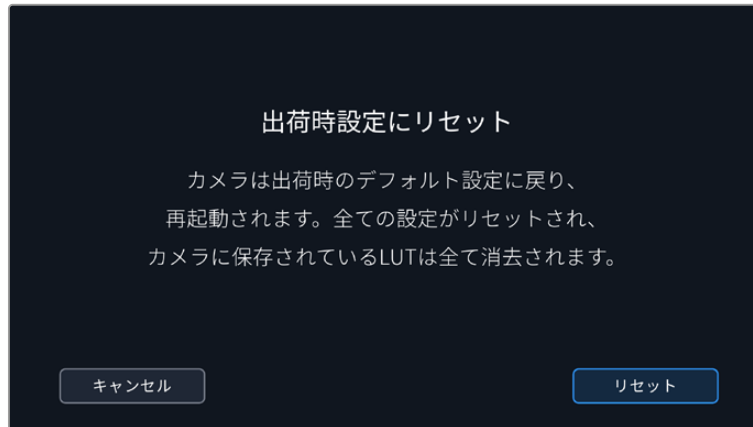 出荷時設定にリセット
カメラは出荷時のデフォルト設定に戻り、
再起動されます。全ての設定がリセットされ、
カメラに保存されているLUTは全て消去されます。
キャンセル
リセット